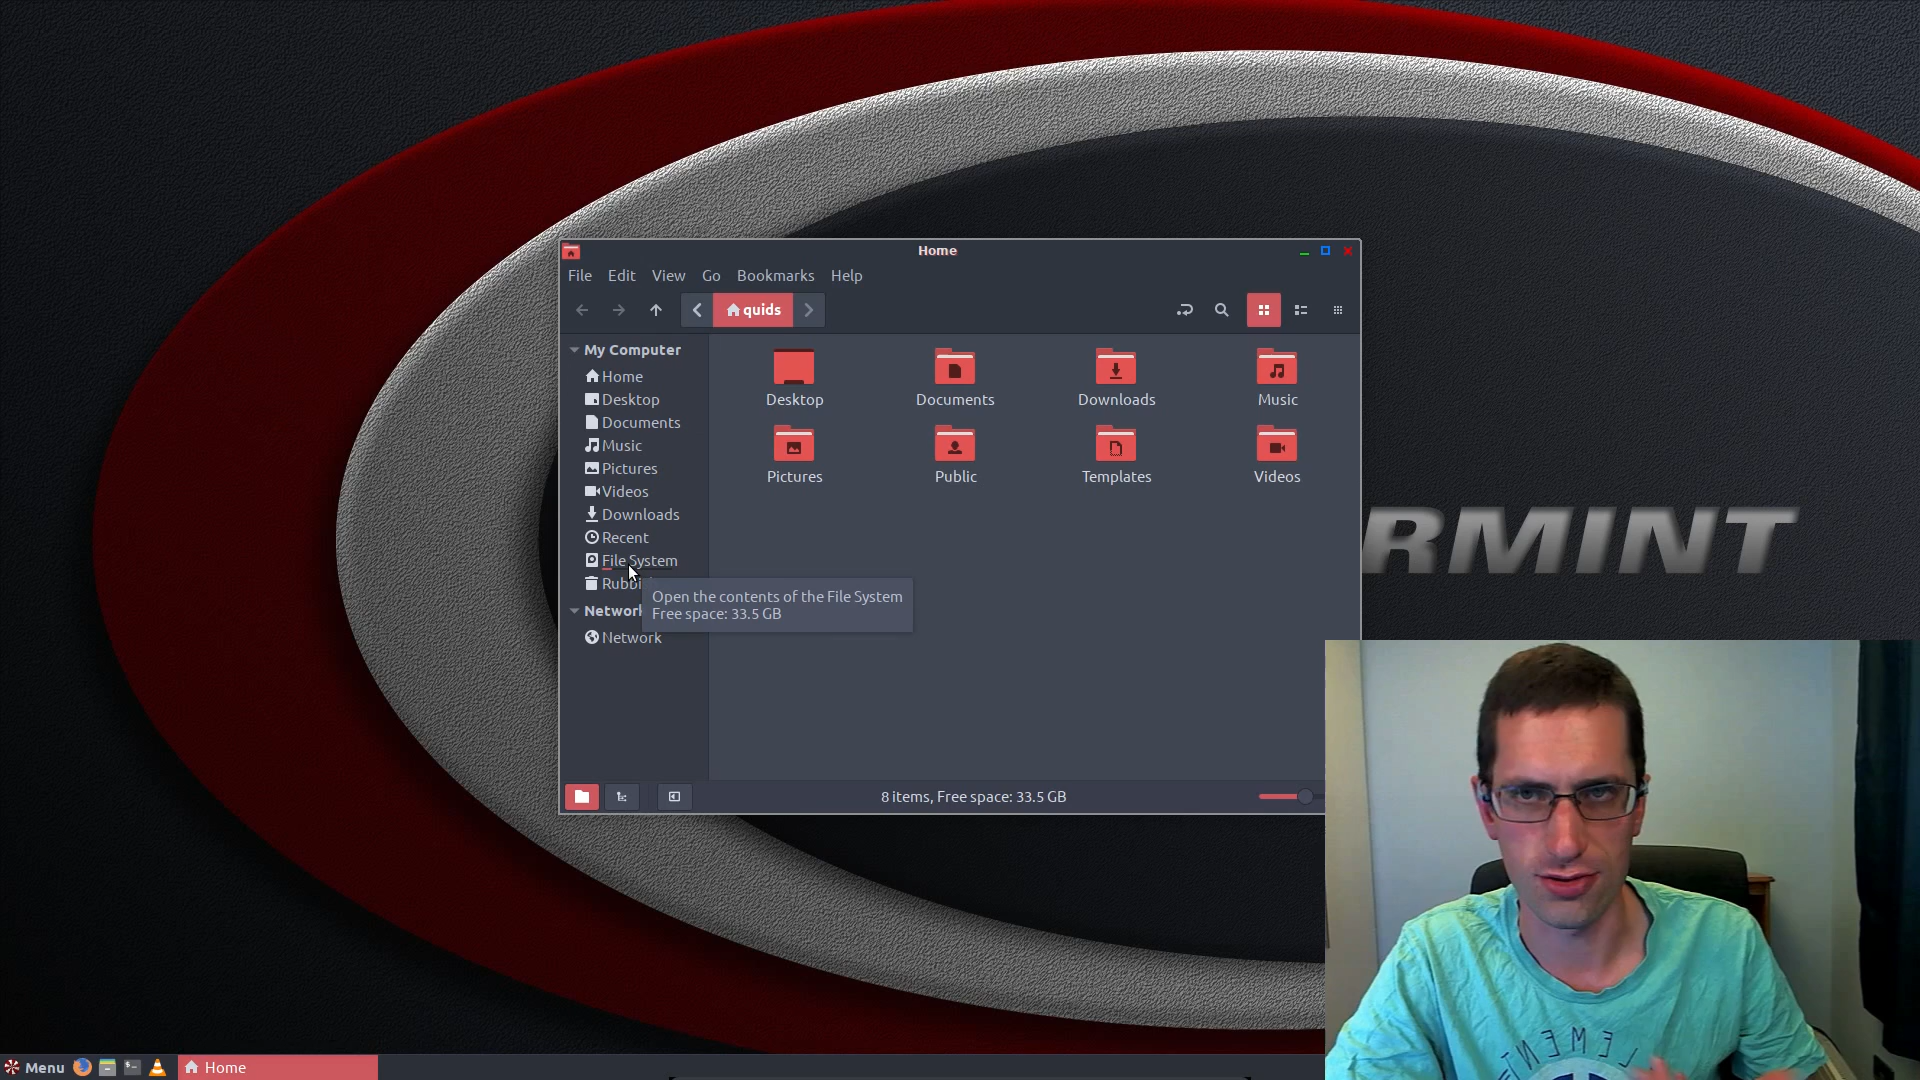 Home
File Edit View Go Bookmarks Help
quids
My Computer
Home
Desktop
Documents
Music
Pictures
Videos
Downloads
Recent
File System
Network
Desktop Documents Downloads Music
Pictures Public Templates Videos
Open the contents of the File System
Free space: 33.5 GB
8 items, Free space: 33.5 GB
RMINT
Menu Home